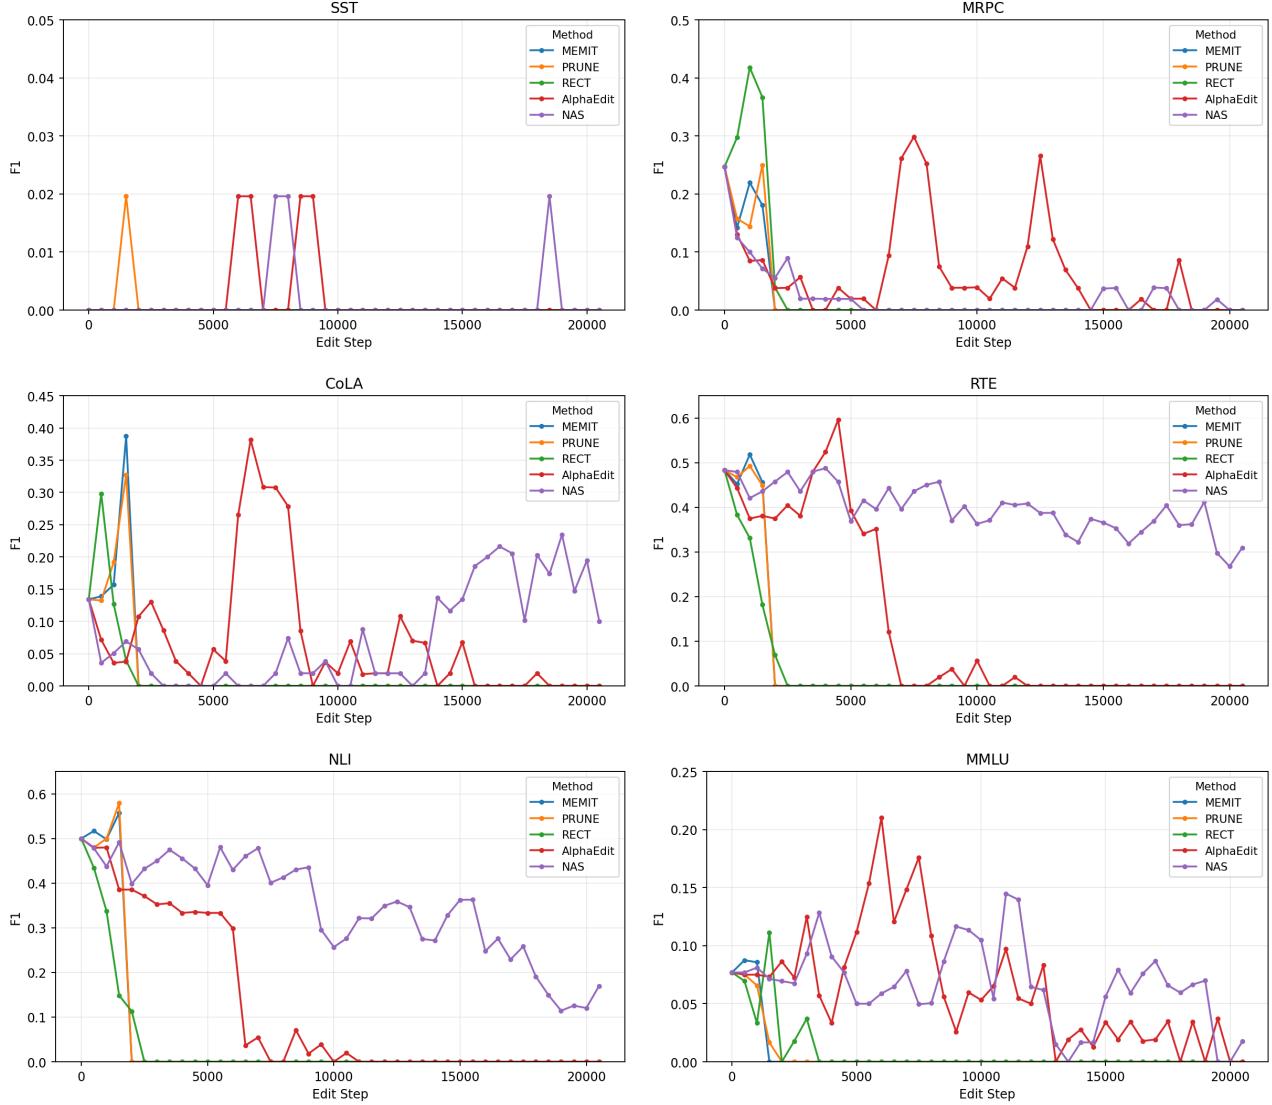 SST
F1
0.05
0.04
0.03
0.02
0.01
0.00
0
5000
10000
15000
20000
Edit Step
Method
MEMIT
PRUNE
RECT
AlphaEdit
NAS
MRPC
F1
0.5
0.4
0.3
0.2
0.1
0.0
0
5000
10000
15000
20000
Edit Step
Method
MEMIT
PRUNE
RECT
AlphaEdit
NAS
CoLA
F1
0.45
0.40
0.35
0.30
0.25
0.20
0.15
0.10
0.05
0.00
0
5000
10000
15000
20000
Edit Step
Method
MEMIT
PRUNE
RECT
AlphaEdit
NAS
RTE
F1
0.6
0.5
0.4
0.3
0.2
0.1
0.0
0
5000
10000
15000
20000
Edit Step
Method
MEMIT
PRUNE
RECT
AlphaEdit
NAS
NLI
F1
0.6
0.5
0.4
0.3
0.2
0.1
0.0
0
5000
10000
15000
20000
Edit Step
Method
MEMIT
PRUNE
RECT
AlphaEdit
NAS
MMLU
F1
0.25
0.20
0.15
0.10
0.05
0.00
0
5000
10000
15000
20000
Edit Step
Method
MEMIT
PRUNE
RECT
AlphaEdit
NAS